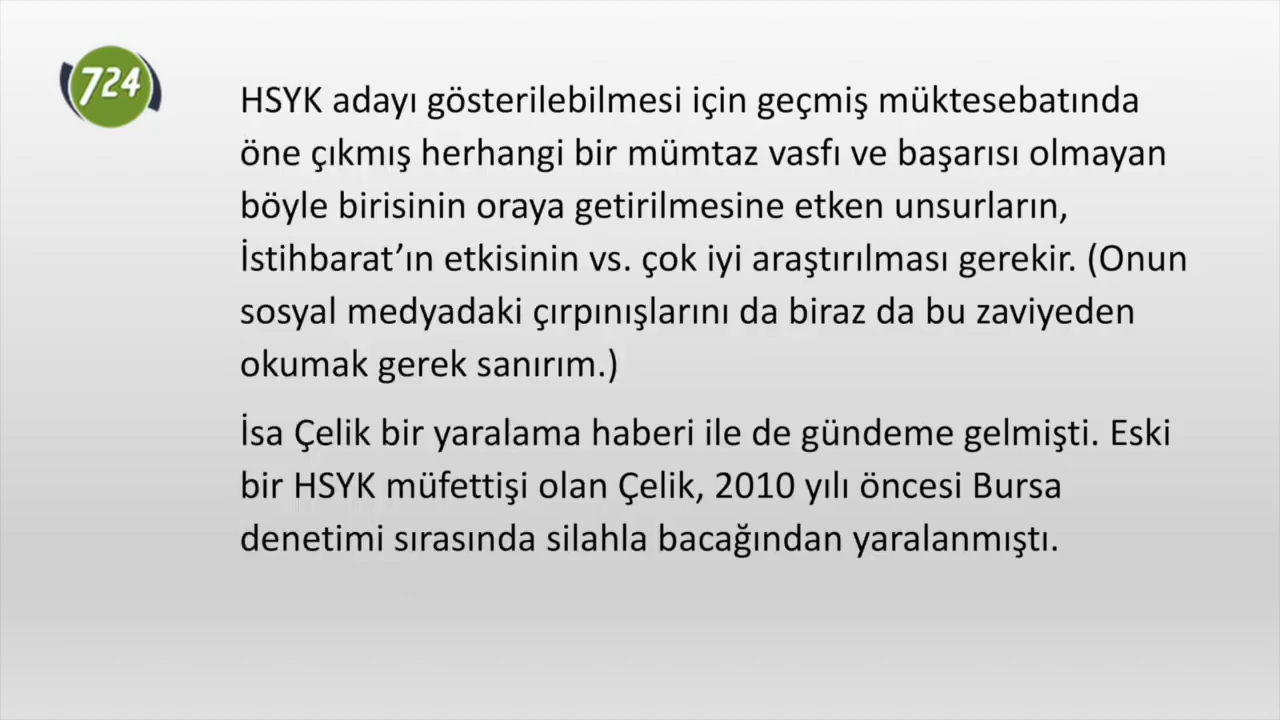 724
HSYK adayı gösterilebilmesi için geçmiş müktesebatında
öne çıkmış herhangi bir mümtaz vasfı ve başarısı olmayan
böyle birisinin oraya getirilmesine etken unsurların,
İstihbarat’ın etkisinin vs. çok iyi araştırılması gerekir. (Onun
sosyal medyadaki çırpınışlarını da biraz da bu zaviyeden
okumak gerek sanırım.)
İsa Çelik bir yaralama haberi ile de gündeme gelmişti. Eski
bir HSYK müfettişi olan Çelik, 2010 yılı öncesi Bursa
denetimi sırasında silahla bacağından yaralanmıştı.